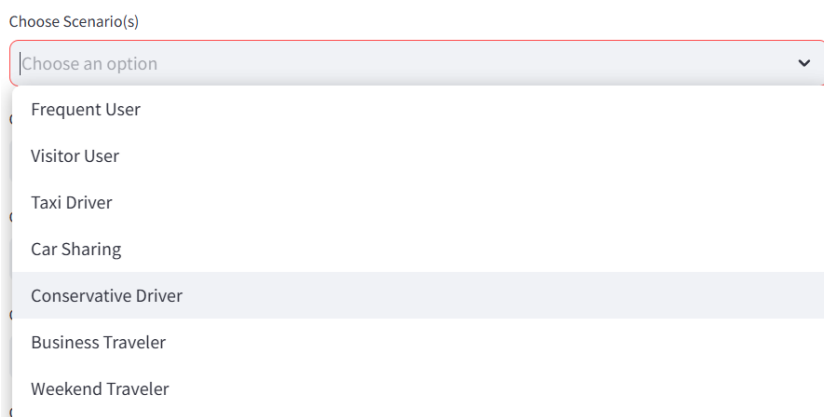 Choose Scenario(s)
Choose an option
Frequent User
Visitor User
Taxi Driver
Car Sharing
Conservative Driver
Business Traveler
Weekend Traveler